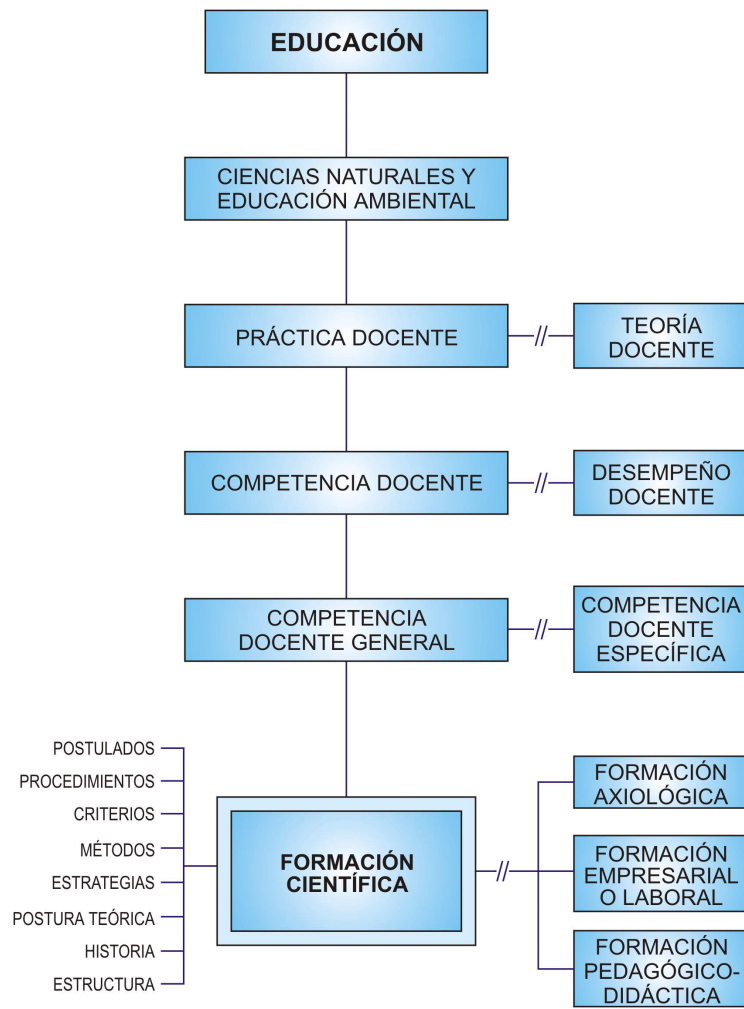 EDUCACIÓN
CIENCIAS NATURALES Y
EDUCACIÓN AMBIENTAL
PRÁCTICA DOCENTE
TEORÍA
DOCENTE
COMPETENCIA DOCENTE
DESEMPEÑO
DOCENTE
COMPETENCIA
DOCENTE GENERAL
COMPETENCIA
DOCENTE
ESPECÍFICA
POSTULADOS
PROCEDIMIENTOS
CRITERIOS
MÉTODOS
ESTRATEGIAS
POSTURA TEÓRICA
HISTORIA
ESTRUCTURA
FORMACIÓN
CIENTÍFICA
FORMACIÓN
AXIOLÓGICA
FORMACIÓN
EMPRESARIAL
O LABORAL
FORMACIÓN
PEDAGÓGICO-
DIDÁCTICA